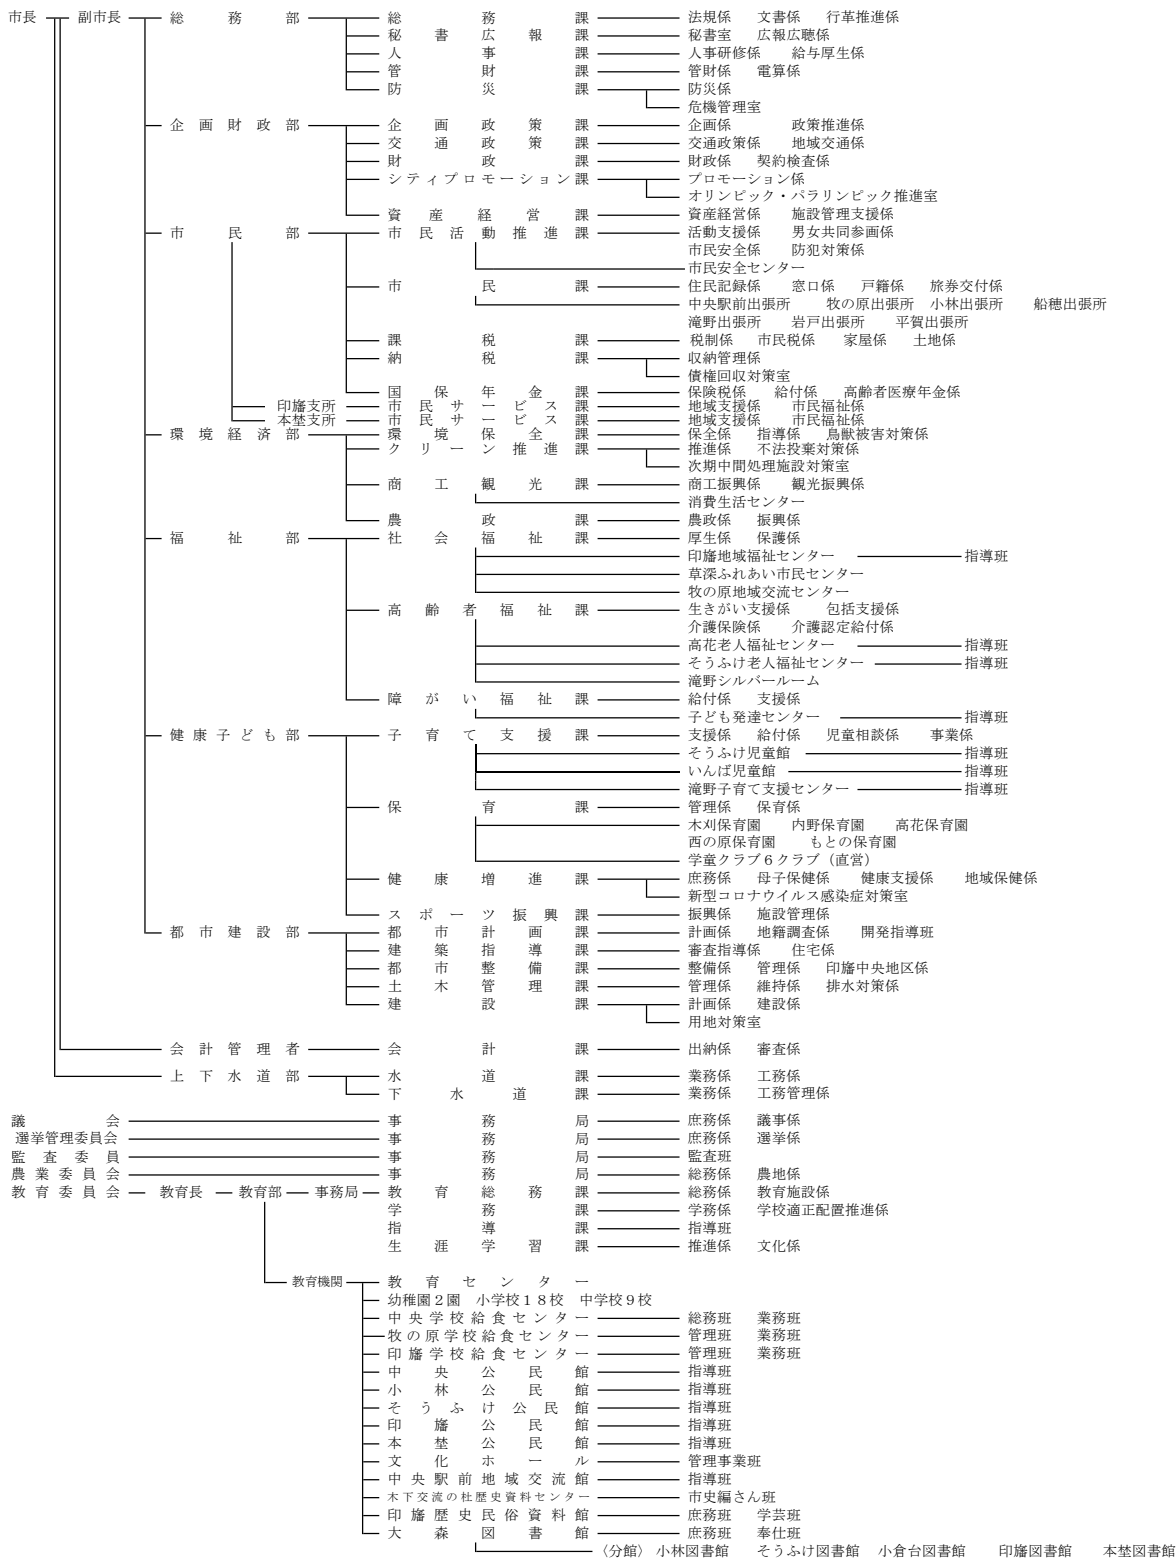 市長 副市長 総務部 総務課 法規係 文書係 行革推進係
秘書広報課 秘書室 広報広聴係
人事課 人事研修係 給与厚生係
管財課 管財係 電算係
防災課 防災係
危機管理室
企画財政部 企画政策課 企画係 政策推進係
交通政策課 交通政策係 地域交通係
財政課 財政係 契約検査係
シティプロモーション課 プロモーション係
オリンピック・パラリンピック推進室
資産経営課 資産経営係 施設管理支援係
市民部 市民活動推進課 活動支援係 男女共同参画係
市民安全係 防犯対策係
市民安全センター
市民課 住民記録係 窓口係 戸籍係 旅券交付係
中央駅前出張所 牧の原出張所 小林出張所 船穂出張所
滝野出張所 岩戸出張所 平賀出張所
課税課 税制係 市民税係 家屋係 土地係
納税課 収納管理係
債権回収対策室
国保年金課 保険税係 給付係 高齢者医療年金係
印旛支所 市民サービス課 地域支援係 市民福祉係
本埜支所 市民サービス課 地域支援係 市民福祉係
環境経済部 環境保全課 保全係 指導係 鳥獣被害対策係
クリーン推進課 推進係 不法投棄対策係
次期中間処理施設対策室
商工観光課 商工振興係 観光振興係
消費生活センター
農政課 農政係 振興係
福祉部 社会福祉課 厚生係 保護係
印旛地域福祉センター 指導班
草深ふれあい市民センター
牧の原地域交流センター
高齢者福祉課 生きがい支援係 包括支援係
介護保険係 介護認定給付係
高花老人福祉センター 指導班
そうふけ老人福祉センター 指導班
滝野シルバールーム
障がい福祉課 給付係 支援係
子ども発達センター 指導班
健康子ども部 子育て支援課 支援係 給付係 児童相談係 事業係
そうふけ児童館 指導班
いんば児童館 指導班
滝野子育て支援センター 指導班
保育課 管理係 保育係
木刈保育園 内野保育園 高花保育園
西の原保育園 もとの保育園
学童クラブ6クラブ（直営）
健康増進課 庶務係 母子保健係 健康支援係 地域保健係
新型コロナウイルス感染症対策室
スポーツ振興課 振興係 施設管理係
都市建設部 都市計画課 計画係 地籍調査係 開発指導班
建築指導課 審査指導係 住宅係
都市整備課 整備係 管理係 印旛中央地区係
土木管理課 管理係 維持係 排水対策係
建設課 計画係 建設係
用地対策室
会計管理者 会計課 出納係 審査係
上下水道部 水道課 業務係 工務係
下水道課 業務係 工務管理係
議会 事務局 庶務係 議事係
選挙管理委員会 事務局 庶務係 選挙係
監査委員 事務局 監査班
農業委員会 事務局 総務係 農地係
教育委員会 教育長 教育部 事務局 教育総務課 総務係 教育施設係
学務課 学務係 学校適正配置推進係
指導課 指導班
生涯学習課 推進係 文化係
教育機関 教育センター
幼稚園2園 小学校18校 中学校9校
中央学校給食センター 総務班 業務班
牧の原学校給食センター 管理班 業務班
印旛学校給食センター 管理班 業務班
中央公民館 指導班
小林公民館 指導班
そうふけ公民館 指導班
印旛公民館 指導班
本埜公民館 指導班
文化ホール 管理事業班
中央駅前地域交流館 指導班
木下交流の杜歴史資料センター 市史編さん班
印旛歴史民俗資料館 庶務班 学芸班
大森図書館 庶務班 奉仕班
〈分館〉 小林図書館 そうふけ図書館 小倉台図書館 印旛図書館 本埜図書館